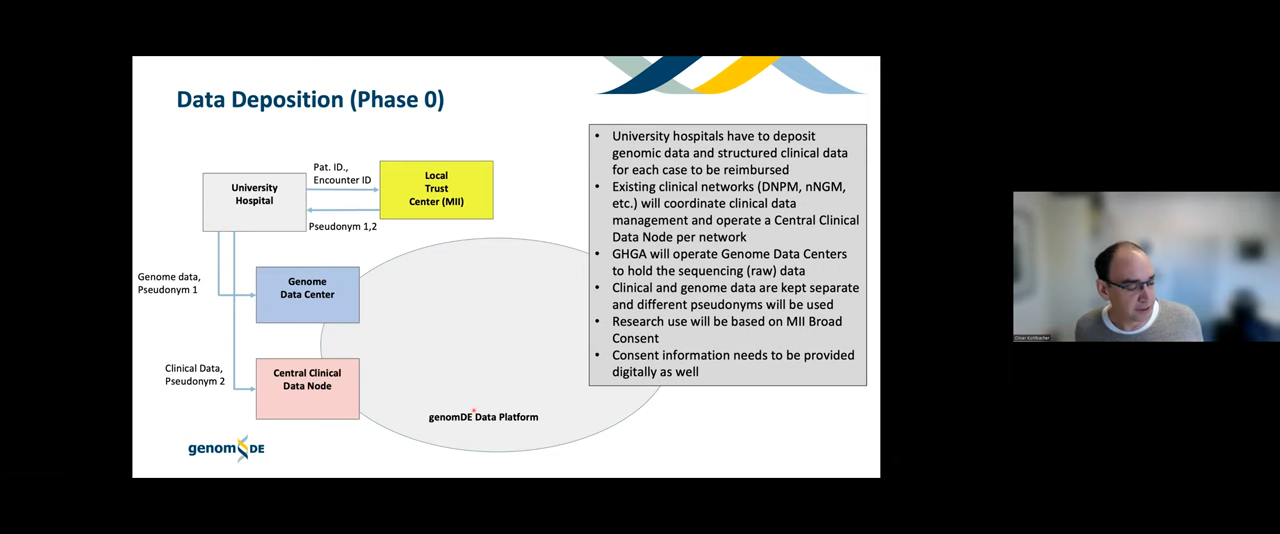 Data Deposition (Phase 0)
University
Hospital
Pat. ID.,
Encounter ID
Pseudonym 1,2
Local
Trust
Center (MII)
Genome data,
Pseudonym 1
Genome
Data Center
Clinical Data,
Pseudonym 2
Central Clinical
Data Node
genomDE Data Platform
• University hospitals have to deposit
genomic data and structured clinical data
for each case to be reimbursed
• Existing clinical networks (DNPM, nNGM,
etc.) will coordinate clinical data
management and operate a Central Clinical
Data Node per network
• GHGA will operate Genome Data Centers
to hold the sequencing (raw) data
• Clinical and genome data are kept separate
and different pseudonyms will be used
• Research use will be based on MII Broad
Consent
• Consent information needs to be provided
digitally as well
genom DE
Oliver Kohlbacher